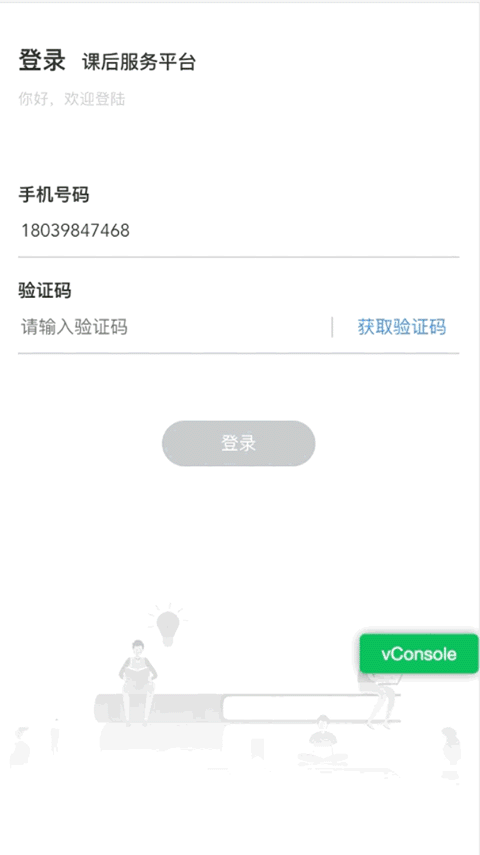 登录 课后服务平台
你好，欢迎登陆
手机号码
18039847468
验证码
请输入验证码 获取验证码
登录
vConsole